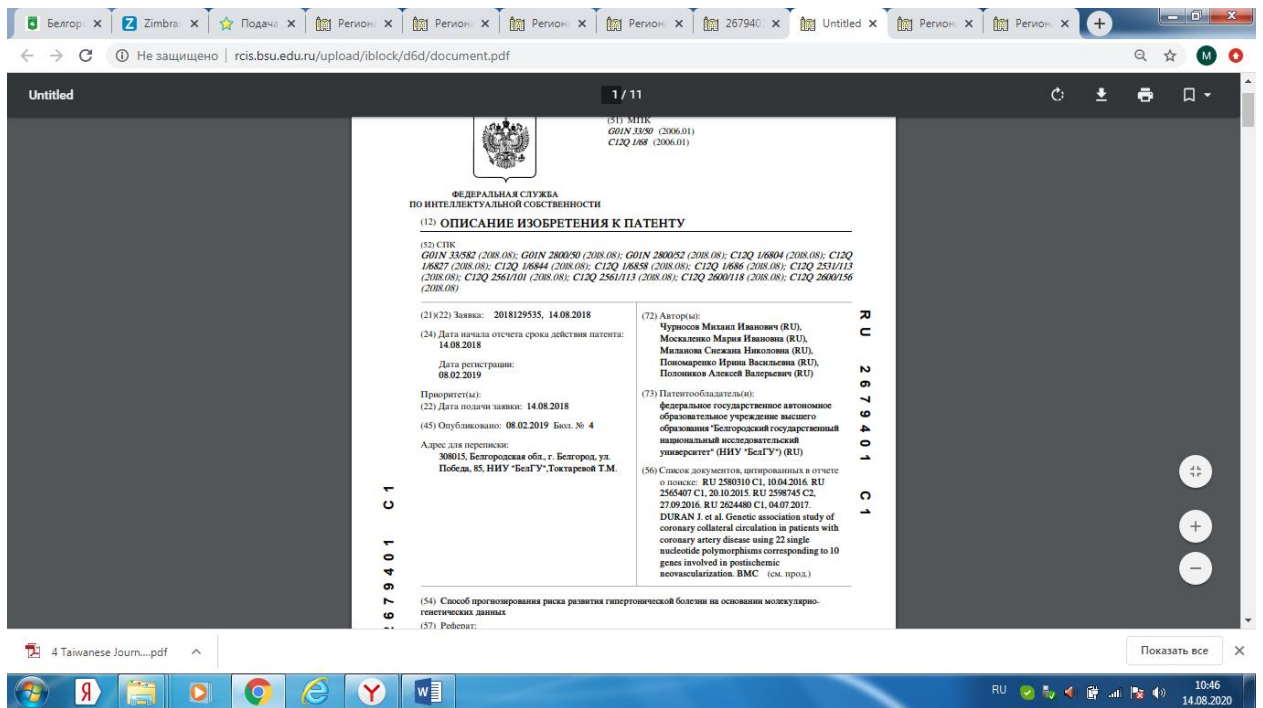 Белгоро
Zimbra:
Подача
Регион
Регион
Регион
Регион
267940
Untitled
Регион
Регион
Не защищено | rcis.bsu.edu.ru/upload/iblock/d6d/document.pdf
M
Untitled
1 / 11
(51) МПК
G01N 33/50 (2006.01)
C12Q 1/68 (2006.01)
ФЕДЕРАЛЬНАЯ СЛУЖБА
ПО ИНТЕЛЛЕКТУАЛЬНОЙ СОБСТВЕННОСТИ
(12) ОПИСАНИЕ ИЗОБРЕТЕНИЯ К ПАТЕНТУ
(52) СПК
G01N 33/582 (2018.08); G01N 2800/50 (2018.08); G01N 2800/52 (2018.08); C12Q 1/6804 (2018.08); C12Q
1/6827 (2018.08); C12Q 1/6844 (2018.08); C12Q 1/6858 (2018.08); C12Q 1/686 (2018.08); C12Q 2531/113
(2018.08); C12Q 2561/101 (2018.08); C12Q 2561/113 (2018.08); C12Q 2600/118 (2018.08); C12Q 2600/156
(2018.08)
(21)(22) Заявка: 2018129535, 14.08.2018
(24) Дата начала отсчета срока действия патента:
14.08.2018
Дата регистрации:
08.02.2019
Приоритет(ы):
(22) Дата подачи заявки: 14.08.2018
(45) Опубликовано: 08.02.2019 Бюл. № 4
Адрес для переписки:
308015, Белгородская обл., г. Белгород, ул.
Победа, 85, НИУ "БелГУ",Токтаревой Т.М.
(72) Автор(ы):
Чурносов Михаил Иванович (RU),
Москаленко Мария Ивановна (RU),
Миланова Снежана Николовна (RU),
Пономаренко Ирина Васильевна (RU),
Полоников Алексей Валерьевич (RU)
(73) Патентообладатель(и):
федеральное государственное автономное
образовательное учреждение высшего
образования "Белгородский государственный
национальный исследовательский
университет" (НИУ "БелГУ") (RU)
(56) Список документов, цитированных в отчете
о поиске: RU 2580310 C1, 10.04.2016. RU
2565407 C1, 20.10.2015. RU 2598745 C2,
27.09.2016. RU 2624480 C1, 04.07.2017.
DURAN J. et al. Genetic association study of
coronary collateral circulation in patients with
coronary artery disease using 22 single
nucleotide polymorphisms corresponding to 10
genes involved in postischemic
neovascularization. BMC (см. прод.)
RU 2679401 C1
2679401 C1
(54) Способ прогнозирования риска развития гипертонической болезни на основании молекулярно-
генетических данных
(57) Реферат:
4 Taiwanese Journ....pdf
Показать все
RU
10:46
14.08.2020